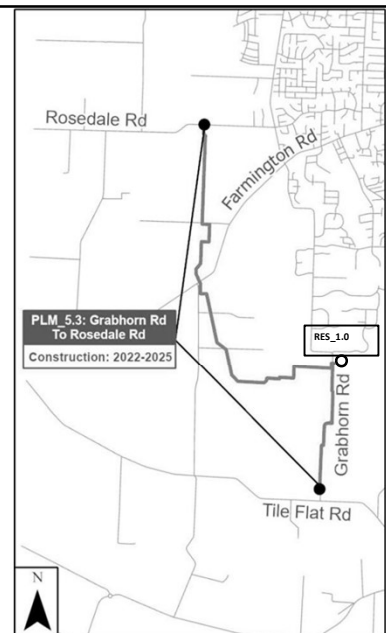 Rosedale Rd
Farmington Rd
PLM_5.3: Grabhorn Rd
To Rosedale Rd
Construction: 2022-2025
RES_1.0
Grabhorn Rd
Tile Flat Rd
N